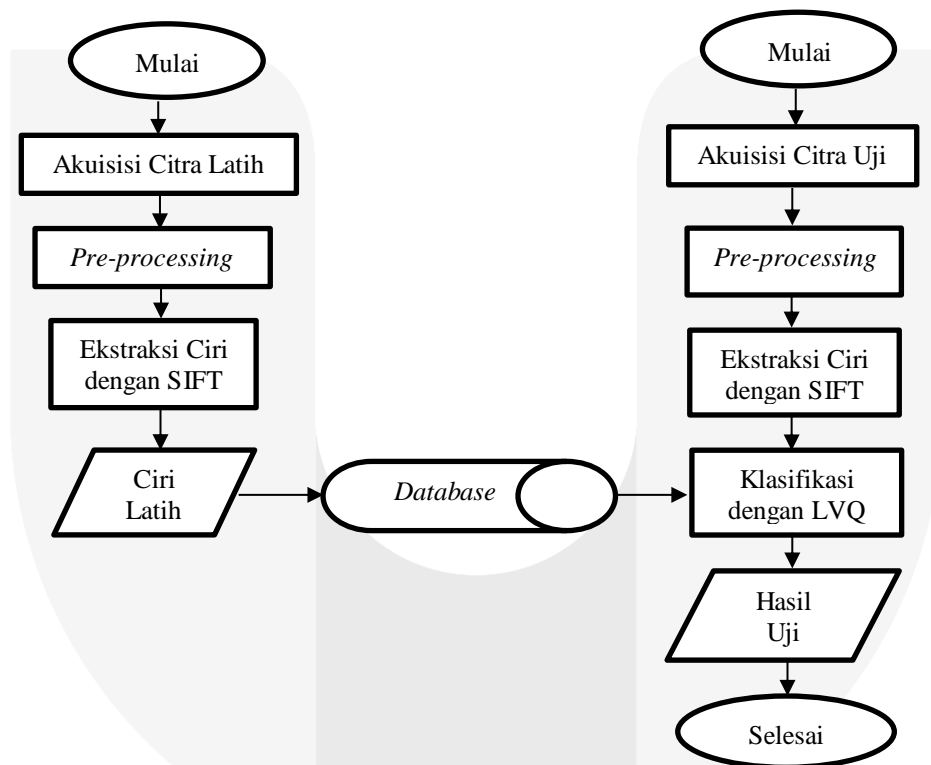 Mulai
Akuisisi Citra Latih
Pre-processing
Ekstraksi Ciri
dengan SIFT
Ciri
Latih
Database
Mulai
Akuisisi Citra Uji
Pre-processing
Ekstraksi Ciri
dengan SIFT
Klasifikasi
dengan LVQ
Hasil
Uji
Selesai